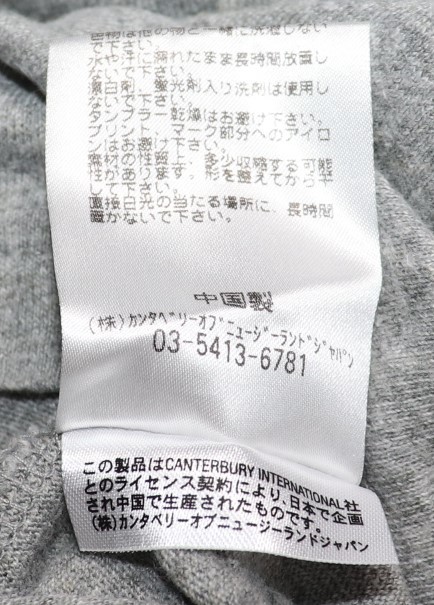 色物は他の物と一緒に洗濯しない
で下さい。
水や汗に濡れたまま長時間放置し
ないで下さい。
漂白剤、蛍光剤入り洗剤は使用し
ないで下さい。
タンブラー乾燥はお避け下さい。
プリント、マーク部分へのアイロ
ンはお避け下さい。
素材の性質上、多少収縮する可能
性があります。形を整えてから干
して下さい。
直接日光の当たる場所に、長時間
置かないで下さい。
中国製
(株)カンタベリーオブニュージーランドジャパン
03-5413-6781
この製品はCANTERBURY INTERNATIONAL社
とのライセンス契約により、日本で企画
され中国で生産されたものです。
(株)カンタベリーオブニュージーランドジャパン